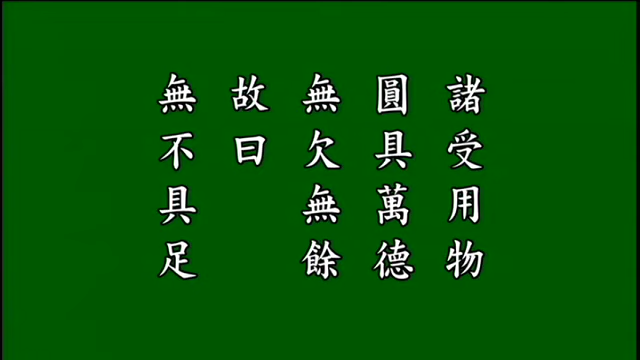 諸受用物
圓具萬德
無欠無餘
故曰
無不具足